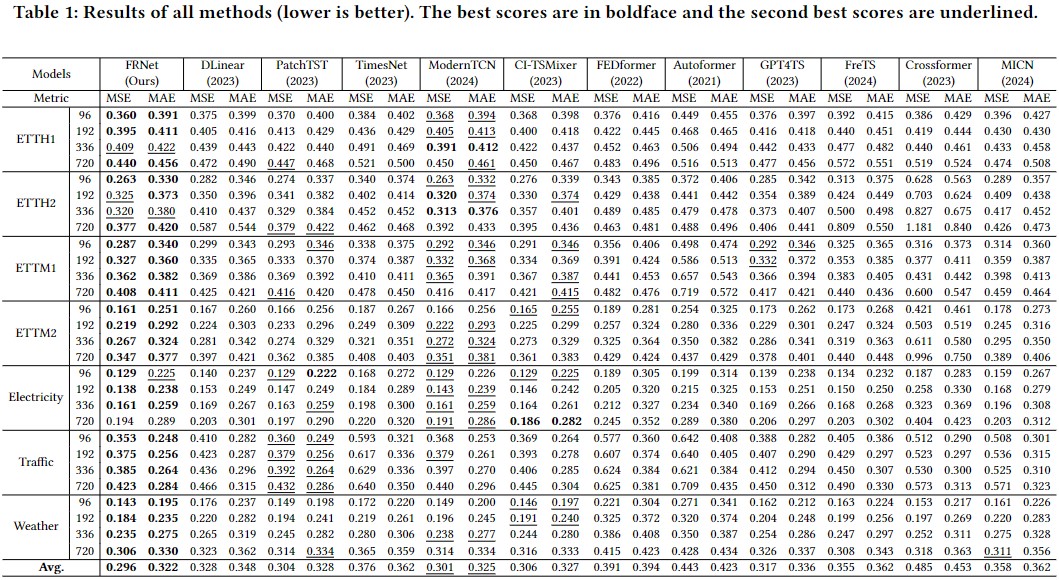 Table 1: Results of all methods (lower is better). The best scores are in boldface and the second best scores are underlined.
Models FRNet (Ours) DLinear (2023) PatchTST (2023) TimesNet (2023) ModernTCN (2024) CI-TSMixer (2023) FEDformer (2022) Autoformer (2021) GPT4TS (2023) FreTS (2023) Crossformer (2023) MICN (2024)
Metric MSE MAE MSE MAE MSE MAE MSE MAE MSE MAE MSE MAE MSE MAE MSE MAE MSE MAE MSE MAE MSE MAE MSE MAE
ETTH1
96 0.360 0.391 0.375 0.399 0.370 0.400 0.384 0.402 0.368 0.394 0.368 0.398 0.376 0.416 0.449 0.455 0.376 0.397 0.392 0.415 0.386 0.429 0.396 0.427
192 0.395 0.411 0.405 0.416 0.413 0.429 0.436 0.429 0.405 0.413 0.400 0.418 0.422 0.445 0.468 0.465 0.416 0.418 0.440 0.451 0.419 0.444 0.430 0.430
336 0.409 0.422 0.439 0.443 0.422 0.440 0.491 0.469 0.391 0.412 0.422 0.437 0.452 0.463 0.506 0.494 0.442 0.433 0.477 0.482 0.440 0.461 0.433 0.458
720 0.440 0.456 0.472 0.490 0.447 0.468 0.521 0.500 0.450 0.461 0.467 0.467 0.483 0.496 0.516 0.513 0.477 0.456 0.572 0.551 0.519 0.524 0.474 0.508
ETTH2
96 0.263 0.330 0.282 0.346 0.274 0.337 0.340 0.374 0.263 0.332 0.276 0.339 0.343 0.385 0.372 0.406 0.285 0.342 0.313 0.375 0.628 0.563 0.289 0.357
192 0.325 0.373 0.350 0.396 0.341 0.382 0.402 0.414 0.320 0.374 0.330 0.374 0.429 0.438 0.441 0.442 0.354 0.389 0.424 0.449 0.703 0.624 0.409 0.438
336 0.320 0.380 0.410 0.437 0.329 0.384 0.452 0.452 0.313 0.376 0.357 0.401 0.489 0.485 0.479 0.478 0.373 0.407 0.500 0.498 0.827 0.675 0.417 0.452
720 0.377 0.420 0.587 0.544 0.379 0.422 0.462 0.468 0.392 0.433 0.395 0.436 0.463 0.481 0.488 0.496 0.406 0.441 0.809 0.550 1.181 0.840 0.426 0.473
ETTM1
96 0.287 0.340 0.299 0.343 0.293 0.346 0.338 0.375 0.292 0.346 0.291 0.346 0.356 0.406 0.498 0.474 0.292 0.346 0.325 0.365 0.316 0.373 0.314 0.360
192 0.327 0.360 0.335 0.365 0.333 0.370 0.374 0.387 0.332 0.368 0.334 0.369 0.391 0.424 0.586 0.513 0.332 0.372 0.353 0.385 0.377 0.411 0.359 0.387
336 0.362 0.382 0.369 0.386 0.369 0.392 0.410 0.411 0.365 0.391 0.367 0.387 0.441 0.453 0.657 0.543 0.366 0.394 0.383 0.405 0.431 0.442 0.398 0.413
720 0.408 0.411 0.425 0.421 0.416 0.420 0.478 0.450 0.416 0.417 0.421 0.415 0.482 0.476 0.719 0.572 0.417 0.421 0.440 0.436 0.600 0.547 0.459 0.464
ETTM2
96 0.161 0.251 0.167 0.260 0.166 0.256 0.187 0.267 0.166 0.256 0.165 0.255 0.189 0.281 0.254 0.325 0.173 0.262 0.173 0.268 0.421 0.461 0.178 0.273
192 0.219 0.292 0.224 0.303 0.233 0.296 0.249 0.309 0.222 0.293 0.225 0.299 0.257 0.324 0.280 0.336 0.229 0.301 0.247 0.324 0.503 0.519 0.245 0.316
336 0.267 0.324 0.281 0.342 0.274 0.329 0.321 0.351 0.272 0.324 0.273 0.329 0.325 0.364 0.350 0.382 0.286 0.341 0.319 0.363 0.611 0.580 0.295 0.350
720 0.347 0.377 0.397 0.421 0.362 0.385 0.408 0.403 0.351 0.381 0.361 0.383 0.429 0.424 0.437 0.429 0.378 0.401 0.440 0.448 0.996 0.750 0.389 0.406
Electricity
96 0.129 0.225 0.140 0.237 0.129 0.222 0.168 0.272 0.129 0.226 0.129 0.225 0.189 0.305 0.199 0.314 0.139 0.238 0.134 0.232 0.187 0.283 0.159 0.267
192 0.138 0.238 0.153 0.249 0.147 0.249 0.184 0.289 0.143 0.239 0.146 0.242 0.205 0.320 0.215 0.325 0.153 0.251 0.150 0.250 0.258 0.330 0.168 0.279
336 0.161 0.259 0.169 0.267 0.163 0.259 0.198 0.300 0.161 0.259 0.164 0.261 0.212 0.327 0.234 0.340 0.169 0.266 0.168 0.268 0.323 0.369 0.196 0.308
720 0.194 0.289 0.203 0.301 0.197 0.290 0.220 0.320 0.191 0.286 0.186 0.282 0.245 0.352 0.289 0.380 0.206 0.297 0.203 0.302 0.404 0.423 0.203 0.312
Traffic
96 0.353 0.248 0.410 0.282 0.360 0.249 0.593 0.321 0.368 0.253 0.369 0.264 0.577 0.360 0.642 0.408 0.388 0.282 0.405 0.386 0.512 0.290 0.508 0.301
192 0.375 0.256 0.423 0.287 0.379 0.256 0.617 0.336 0.379 0.261 0.393 0.278 0.607 0.374 0.640 0.405 0.407 0.290 0.429 0.297 0.523 0.297 0.536 0.315
336 0.385 0.264 0.436 0.296 0.392 0.264 0.629 0.336 0.397 0.270 0.406 0.285 0.624 0.384 0.621 0.384 0.412 0.294 0.450 0.307 0.530 0.300 0.525 0.310
720 0.423 0.284 0.466 0.315 0.432 0.286 0.640 0.350 0.440 0.296 0.445 0.304 0.625 0.381 0.709 0.435 0.450 0.312 0.490 0.330 0.573 0.313 0.571 0.323
Weather
96 0.143 0.195 0.176 0.237 0.149 0.198 0.172 0.220 0.149 0.200 0.146 0.197 0.221 0.304 0.271 0.341 0.162 0.212 0.163 0.224 0.153 0.217 0.161 0.226
192 0.184 0.235 0.220 0.282 0.194 0.241 0.219 0.261 0.196 0.245 0.191 0.240 0.325 0.372 0.320 0.374 0.204 0.248 0.199 0.256 0.197 0.269 0.220 0.283
336 0.235 0.275 0.265 0.319 0.245 0.282 0.280 0.306 0.238 0.277 0.244 0.280 0.386 0.408 0.350 0.387 0.254 0.286 0.247 0.297 0.252 0.311 0.275 0.328
720 0.306 0.330 0.323 0.362 0.314 0.334 0.365 0.359 0.314 0.334 0.316 0.333 0.415 0.423 0.428 0.434 0.326 0.337 0.308 0.343 0.318 0.363 0.311 0.356
Avg. 0.296 0.322 0.328 0.348 0.304 0.328 0.376 0.362 0.301 0.325 0.306 0.327 0.391 0.394 0.443 0.423 0.317 0.336 0.355 0.362 0.485 0.453 0.358 0.362